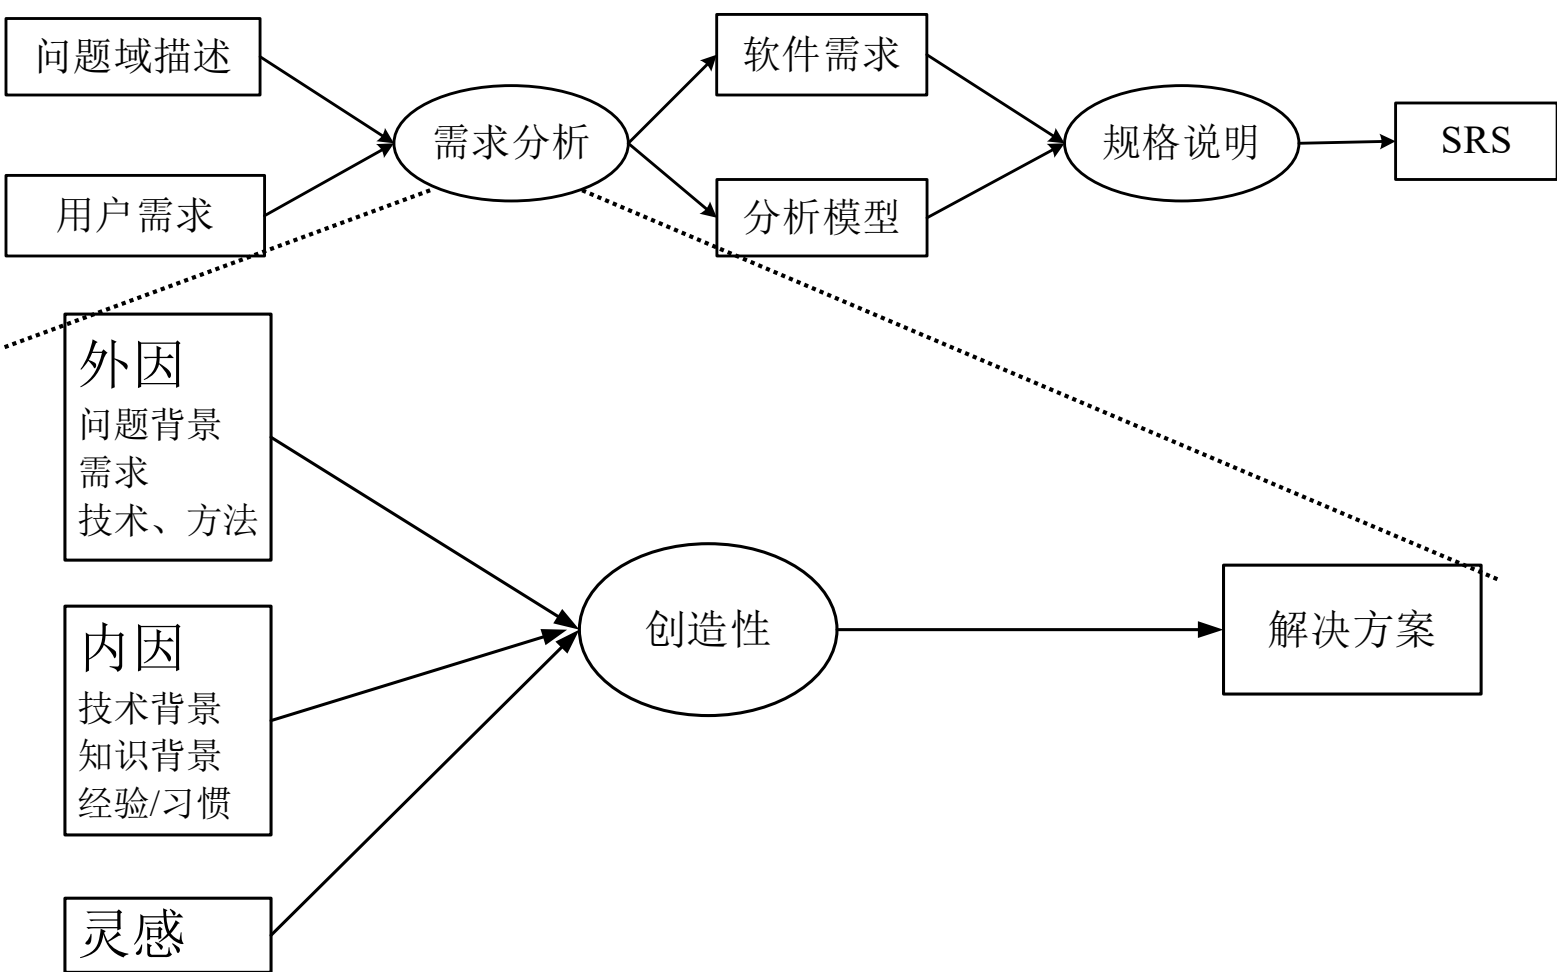 问题域描述
用户需求
需求分析
软件需求
分析模型
规格说明
SRS
外因
问题背景
需求
技术、方法
内因
技术背景
知识背景
经验/习惯
灵感
创造性
解决方案